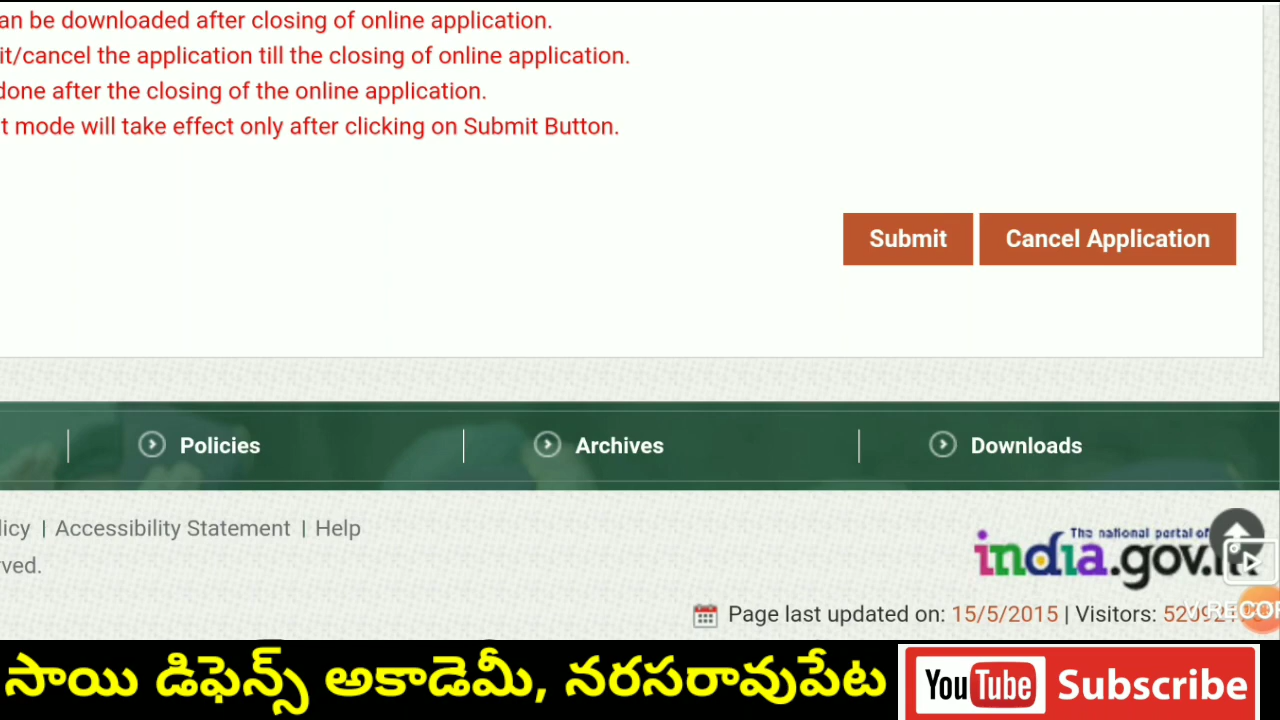 an be downloaded after closing of online application.
it/cancel the application till the closing of online application.
done after the closing of the online application.
t mode will take effect only after clicking on Submit Button.
Submit Cancel Application
Policies Archives Downloads
licy | Accessibility Statement | Help
rved.
The national portal of
india.gov.in
Page last updated on: 15/5/2015 | Visitors:
RECOR
సాయి డిఫెన్స్ అకాడెమీ, నరసరావుపేట
YouTube Subscribe